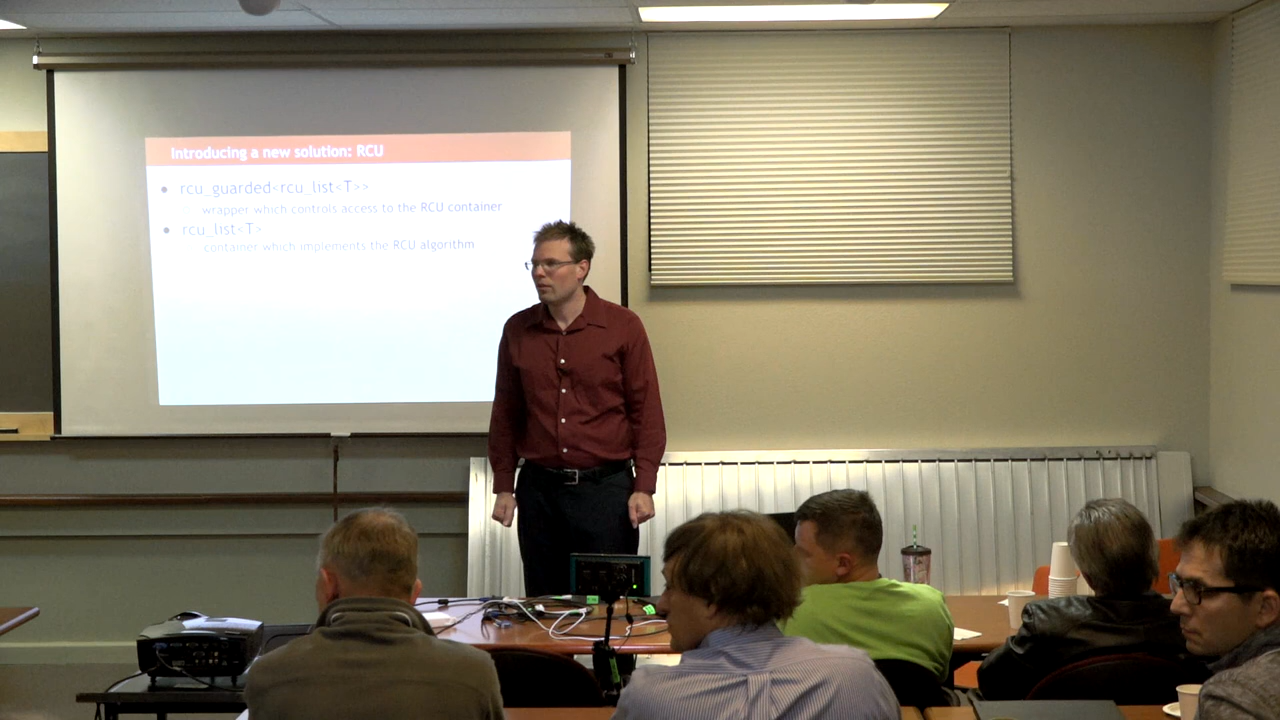 Introducing a new solution: RCU
rcu_guarded<rcu_list<T>>
wrapper which controls access to the RCU container
rcu_list<T>
container which implements the RCU algorithm